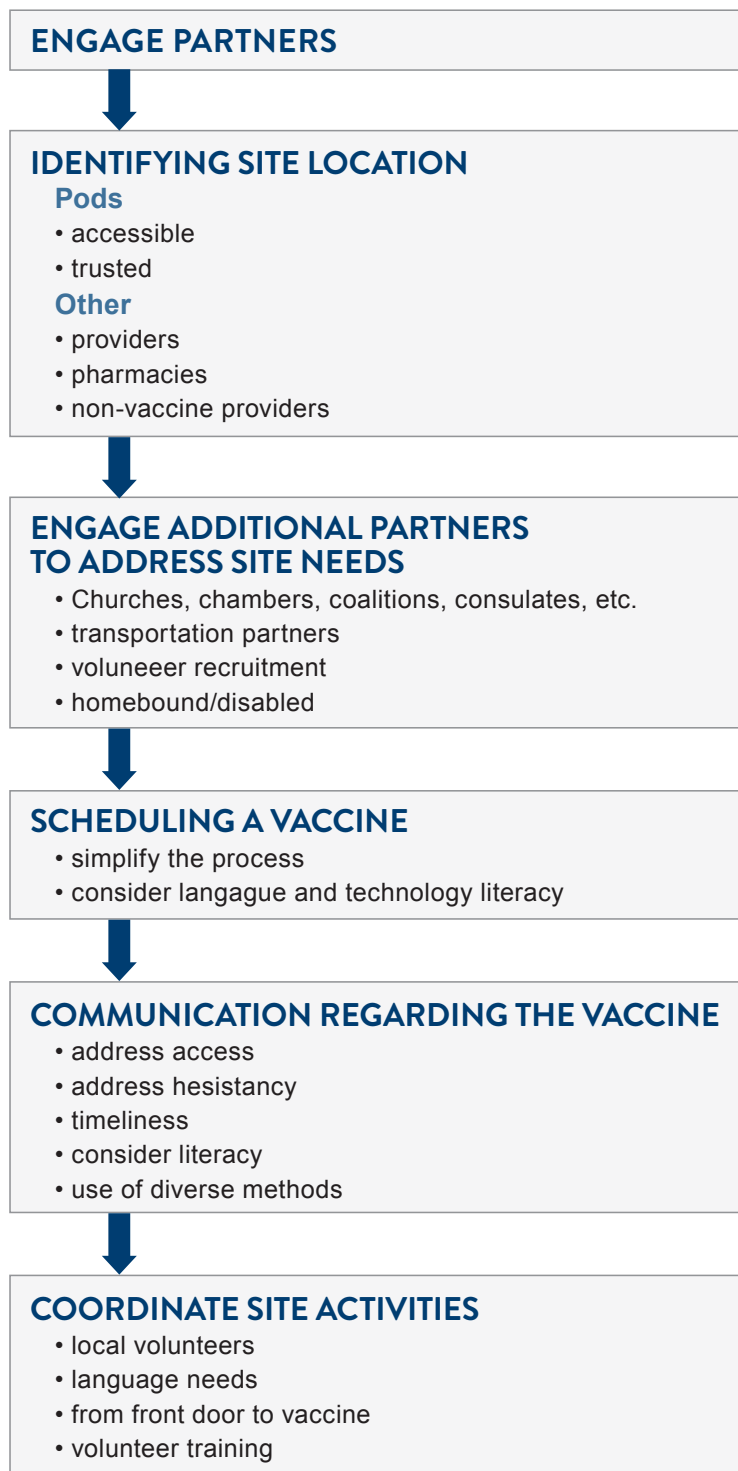 ENGAGE PARTNERS
IDENTIFYING SITE LOCATION
Pods
• accessible
• trusted
Other
• providers
• pharmacies
• non-vaccine providers
ENGAGE ADDITIONAL PARTNERS
TO ADDRESS SITE NEEDS
• Churches, chambers, coalitions, consulates, etc.
• transportation partners
• voluneeer recruitment
• homebound/disabled
SCHEDULING A VACCINE
• simplify the process
• consider langague and technology literacy
COMMUNICATION REGARDING THE VACCINE
• address access
• address hesistancy
• timeliness
• consider literacy
• use of diverse methods
COORDINATE SITE ACTIVITIES
• local volunteers
• language needs
• from front door to vaccine
• volunteer training